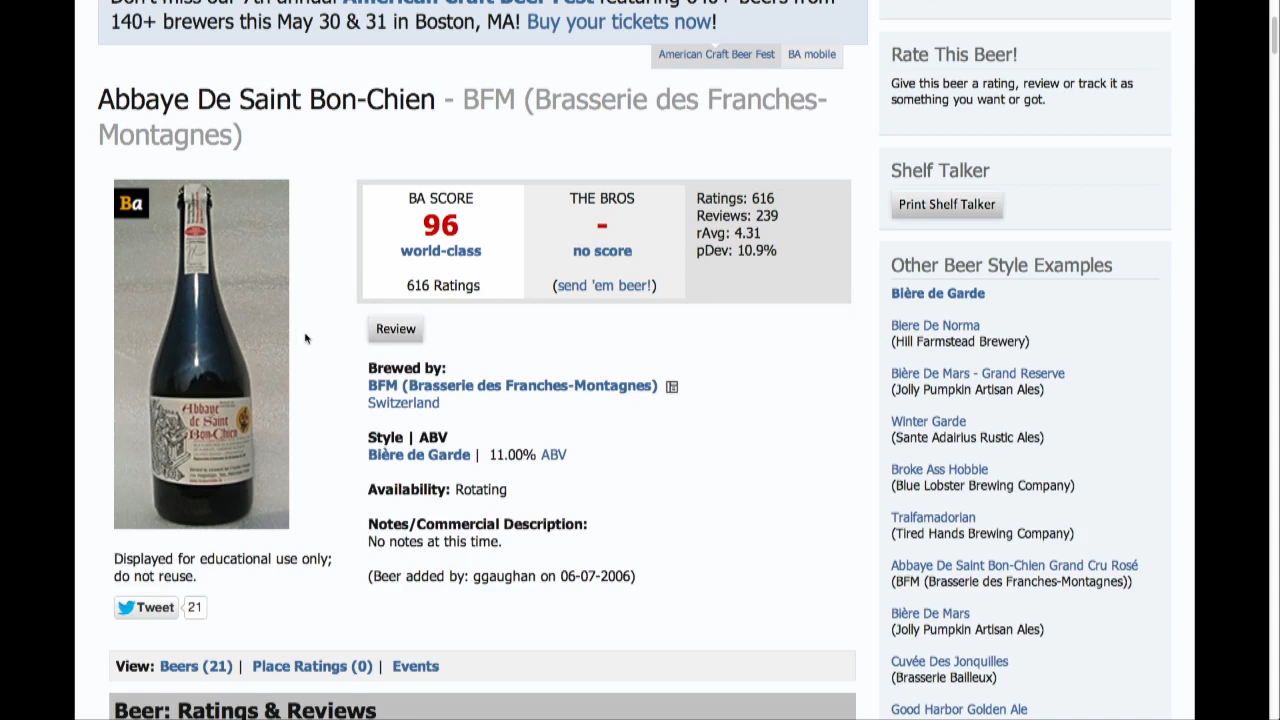 140+ brewers this May 30 & 31 in Boston, MA! Buy your tickets now!
American Craft Beer Fest
BA mobile
Abbaye De Saint Bon-Chien - BFM (Brasserie des Franches-
Montagnes)
Ba
Abbaye
de Saint
Bon-Chien
Displayed for educational use only;
do not reuse.
Tweet
21
BA SCORE
96
world-class
616 Ratings
THE BROS
-
no score
(send 'em beer!)
Ratings: 616
Reviews: 239
rAvg: 4.31
pDev: 10.9%
Review
Brewed by:
BFM (Brasserie des Franches-Montagnes)
Switzerland
Style | ABV
Bière de Garde | 11.00% ABV
Availability: Rotating
Notes/Commercial Description:
No notes at this time.
(Beer added by: ggaughan on 06-07-2006)
View: Beers (21) | Place Ratings (0) | Events
Beer: Ratings & Reviews
Rate This Beer!
Give this beer a rating, review or track it as
something you want or got.
Shelf Talker
Print Shelf Talker
Other Beer Style Examples
Bière de Garde
Biere De Norma
(Hill Farmstead Brewery)
Bière De Mars - Grand Reserve
(Jolly Pumpkin Artisan Ales)
Winter Garde
(Sante Adairius Rustic Ales)
Broke Ass Hobbie
(Blue Lobster Brewing Company)
Tralfamadorian
(Tired Hands Brewing Company)
Abbaye De Saint Bon-Chien Grand Cru Rosé
(BFM (Brasserie des Franches-Montagnes))
Bière De Mars
(Jolly Pumpkin Artisan Ales)
Cuvée Des Jonquilles
(Brasserie Bailleux)
Good Harbor Golden Ale